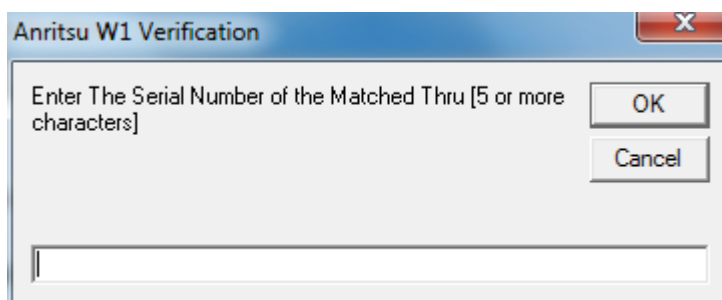 Anritsu W1 Verification
x
Enter The Serial Number of the Matched Thru [5 or more
characters]
OK
Cancel